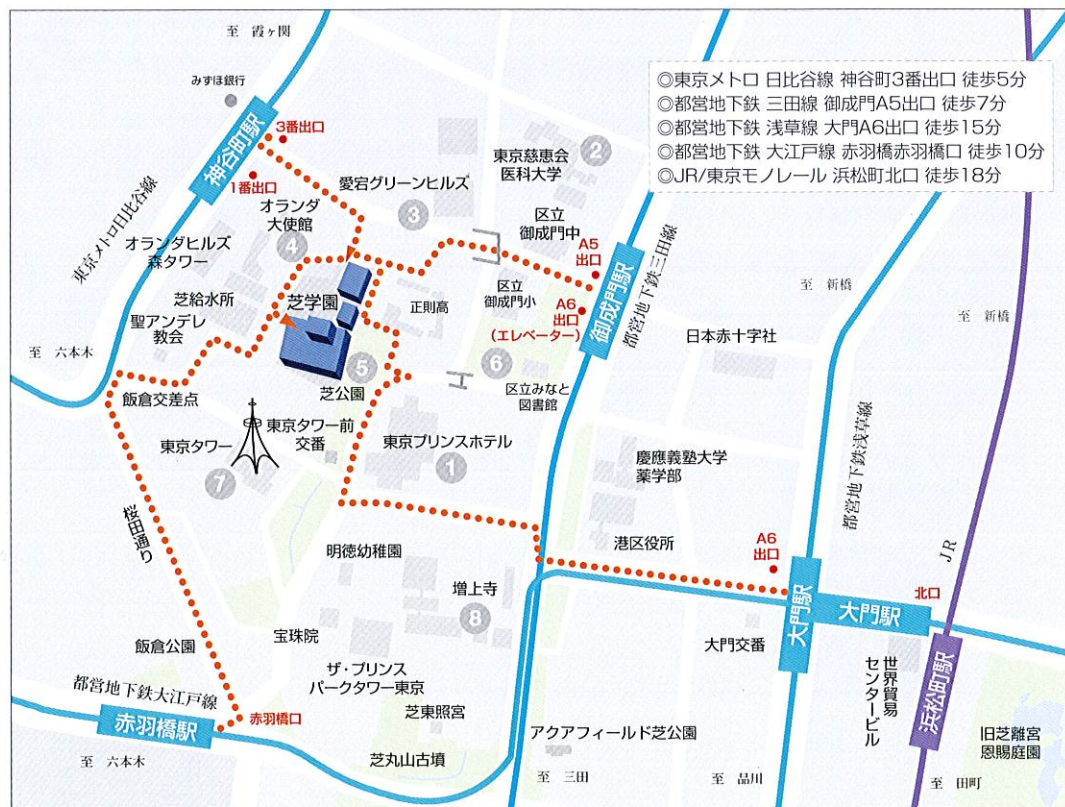 至 霞ヶ関
みずほ銀行
◎東京メトロ 日比谷線 神谷町3番出口 徒歩5分
◎都営地下鉄 三田線 御成門A5出口 徒歩7分
◎都営地下鉄 浅草線 大門A6出口 徒歩15分
◎都営地下鉄 大江戸線 赤羽橋赤羽橋口 徒歩10分
◎JR/東京モノレール 浜松町北口 徒歩18分
神谷町駅
3番出口
1番出口
東京メトロ日比谷線
愛宕グリーンヒルズ
3
東京慈恵会
医科大学
2
オランダ
大使館
4
区立
御成門中
A5
出口
オランダヒルズ
森タワー
芝給水所
聖アンデレ
教会
芝学園
正則高
区立
御成門小
A6
出口
(エレベーター)
御成門駅
都営地下鉄三田線
至 新橋
至 新橋
日本赤十字社
至 六本木
飯倉交差点
5
芝公園
6
区立みなと
図書館
東京タワー
7
東京タワー前
交番
東京プリンスホテル
1
慶應義塾大学
薬学部
都営地下鉄浅草線
桜田通り
明徳幼稚園
港区役所
A6
出口
JR
増上寺
8
大門駅
大門駅
北口
宝珠院
飯倉公園
大門交番
世界貿易
センタービル
浜松町駅
ザ・プリンス
パークタワー東京
都営地下鉄大江戸線
赤羽橋駅
赤羽橋口
芝東照宮
アクアフィールド芝公園
旧芝離宮
恩賜庭園
至 六本木
芝丸山古墳
至 三田
至 品川
至 田町